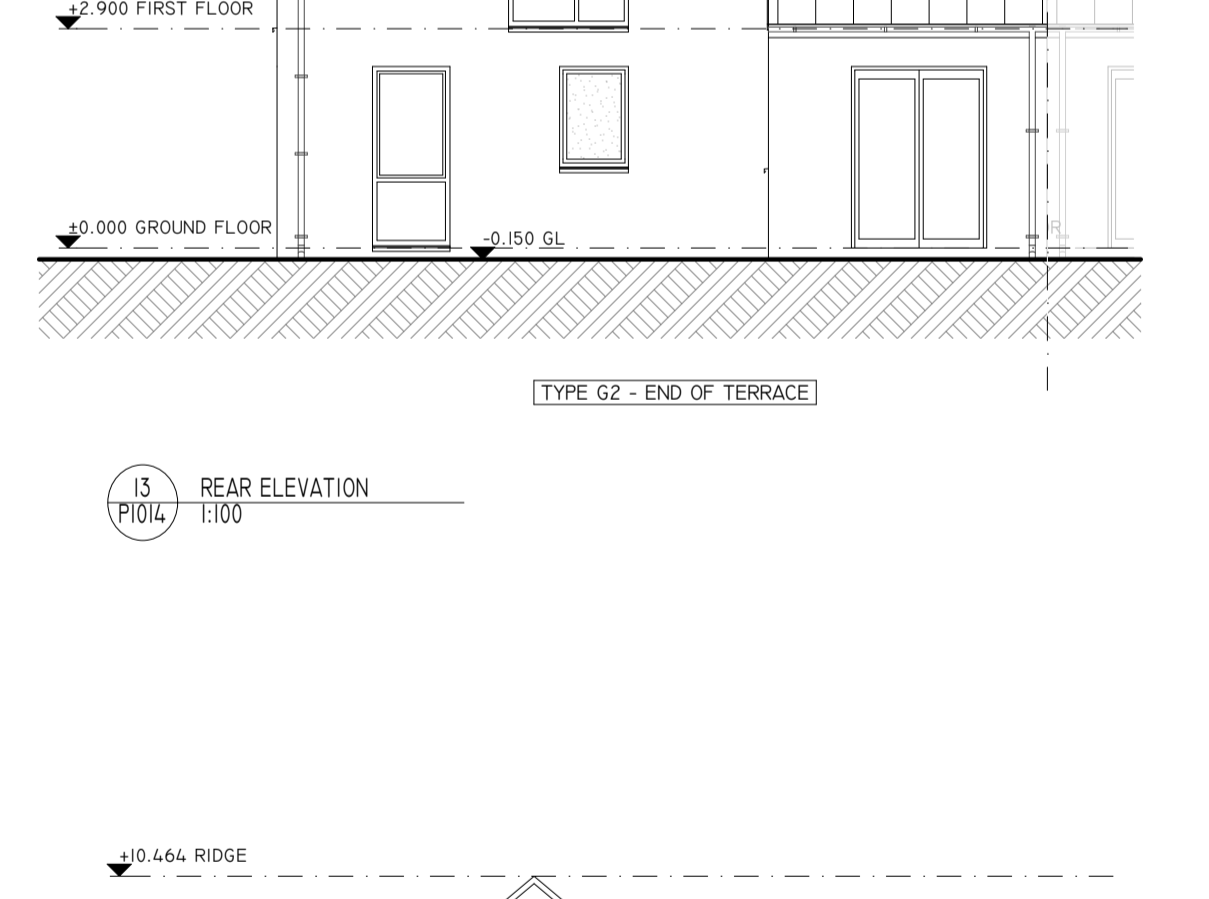 +2.900 FIRST FLOOR
±0.000 GROUND FLOOR
-0.150 GL
R
TYPE G2 - END OF TERRACE
13
P1014
REAR ELEVATION
1:100
+10.464 RIDGE